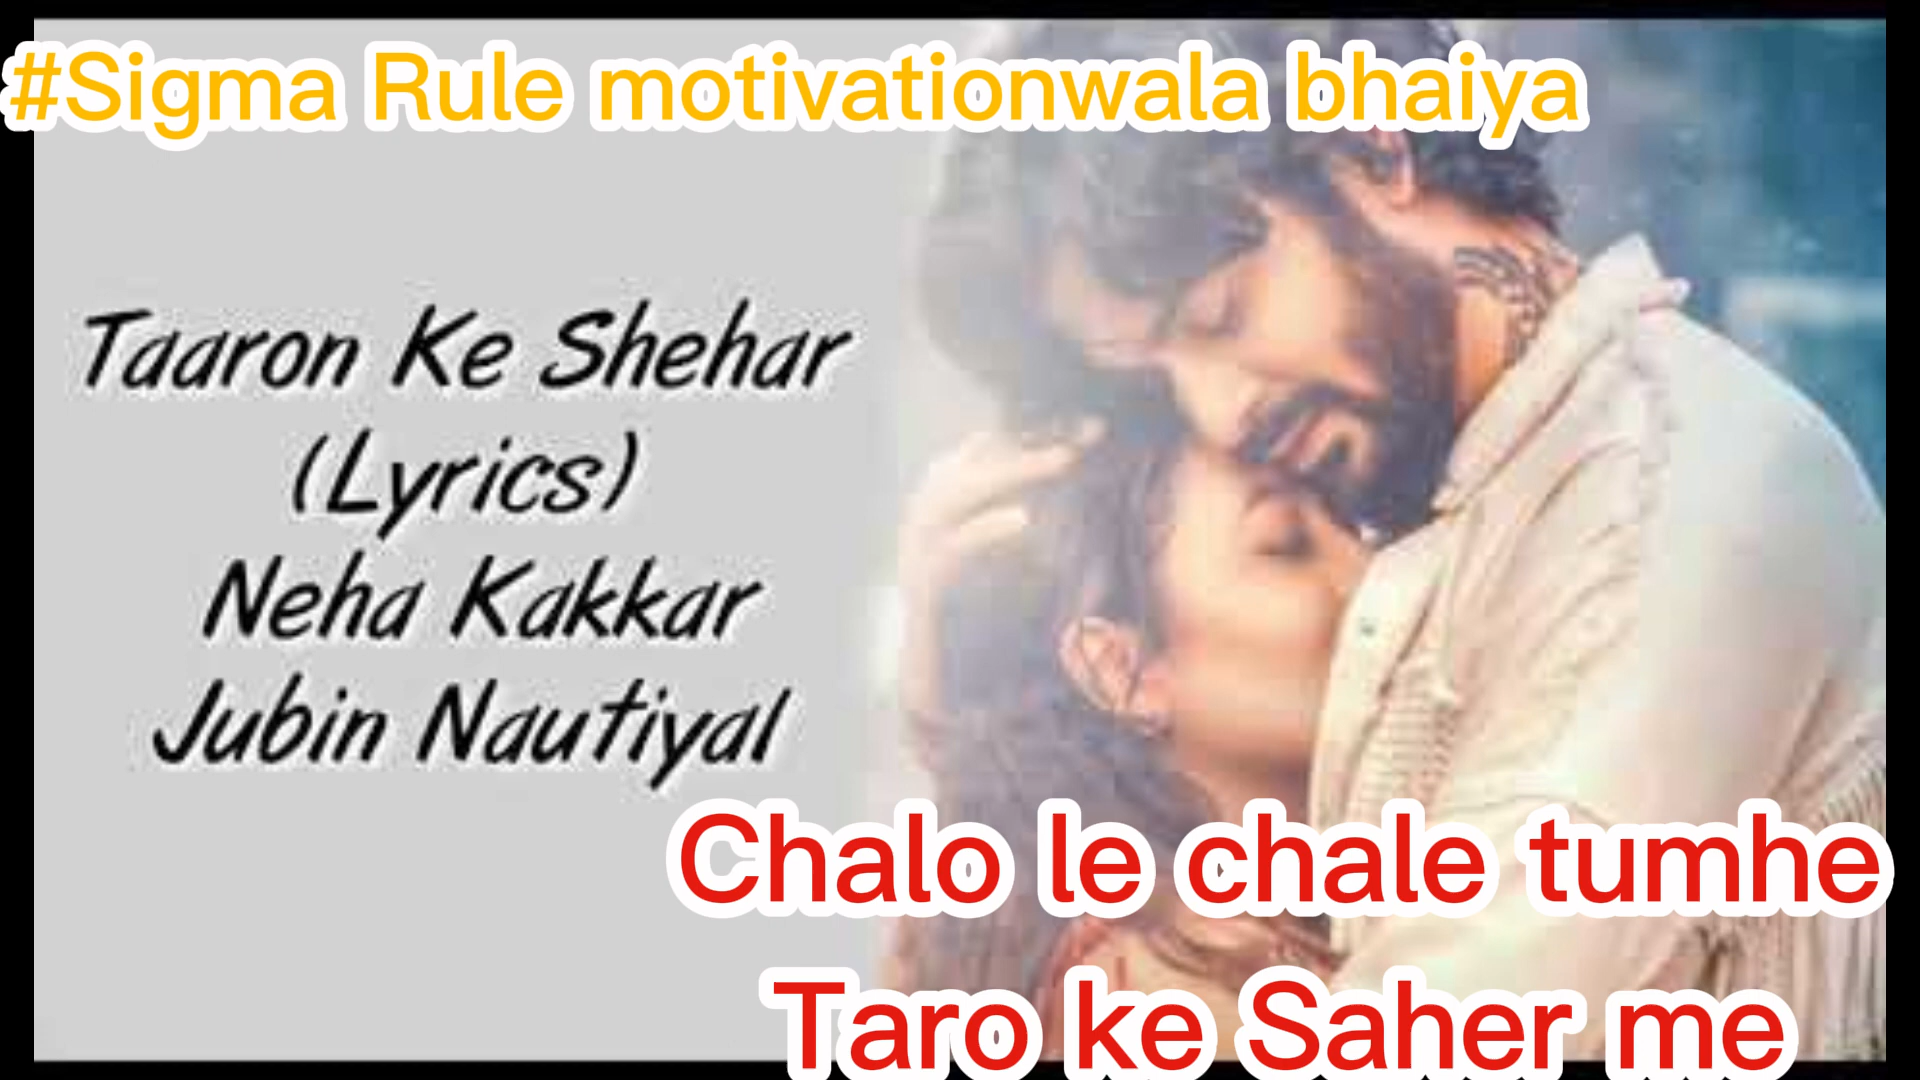 #Sigma Rule motivationwala bhaiya
Taaron Ke Shehar
(Lyrics)
Neha Kakkar
Jubin Nautiyal
Chalo le chale tumhe
Taro ke Saher me